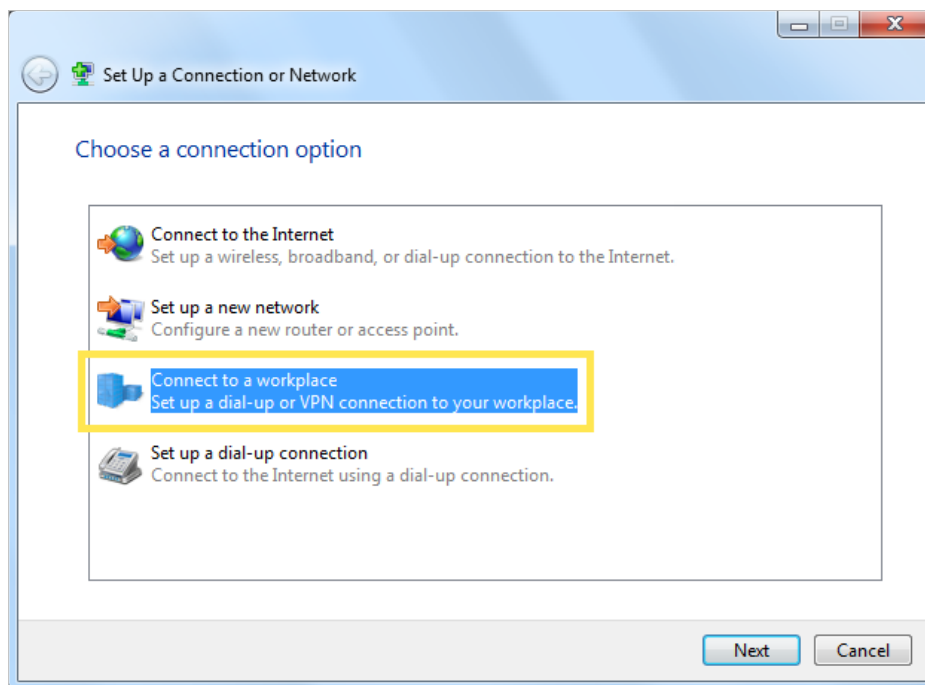 Set Up a Connection or Network
Choose a connection option
Connect to the Internet
Set up a wireless, broadband, or dial-up connection to the Internet.
Set up a new network
Configure a new router or access point.
Connect to a workplace
Set up a dial-up or VPN connection to your workplace.
Set up a dial-up connection
Connect to the Internet using a dial-up connection.
Next
Cancel